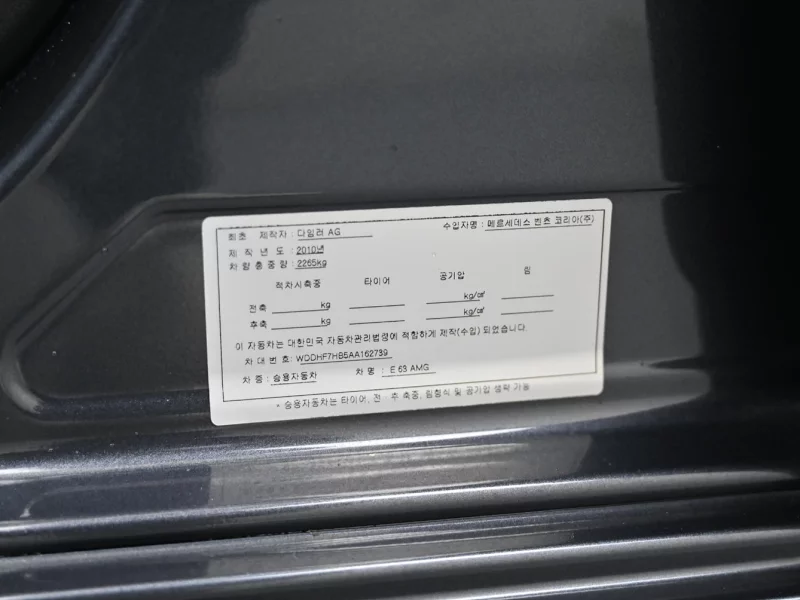 최초 제작자 : 다임러 AG 수입자명 : 메르세데스 벤츠 코리아(주)
제 작 년 도 : 2010년
차 량 총 중 량 : 2265kg
적차시축중 타이어 공기압 림
전축 kg kg/㎠
후축 kg kg/㎠
이 자동차는 대한민국 자동차관리법령에 적합하게 제작(수입) 되었습니다.
차 대 번 호: WDDHF7HB5AA162739
차 종 : 승용자동차 차 명 : E 63 AMG
* 승용자동차는 타이어, 전 · 후 축중, 림형식 및 공기압 생략 가능